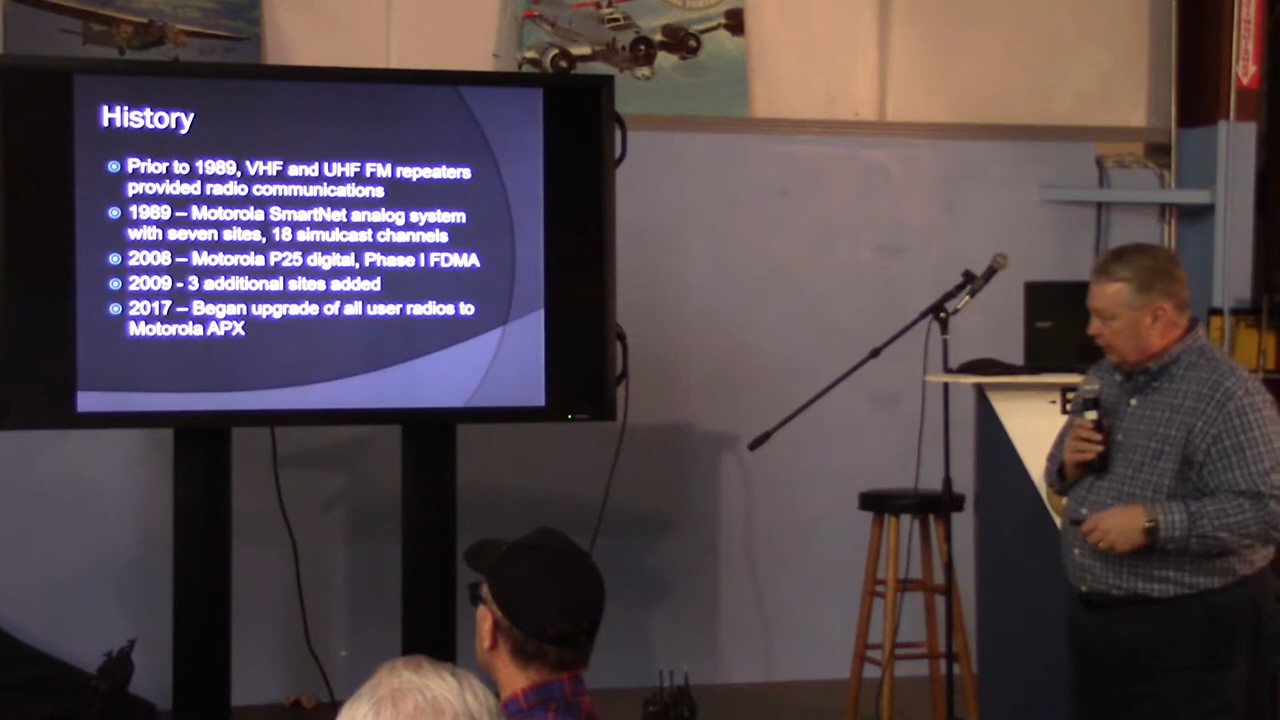 History
Prior to 1989, VHF and UHF FM repeaters
provided radio communications
1989 – Motorola SmartNet analog system
with seven sites, 18 simulcast channels
2008 – Motorola P25 digital, Phase I FDMA
2009 - 3 additional sites added
2017 – Began upgrade of all user radios to
Motorola APX